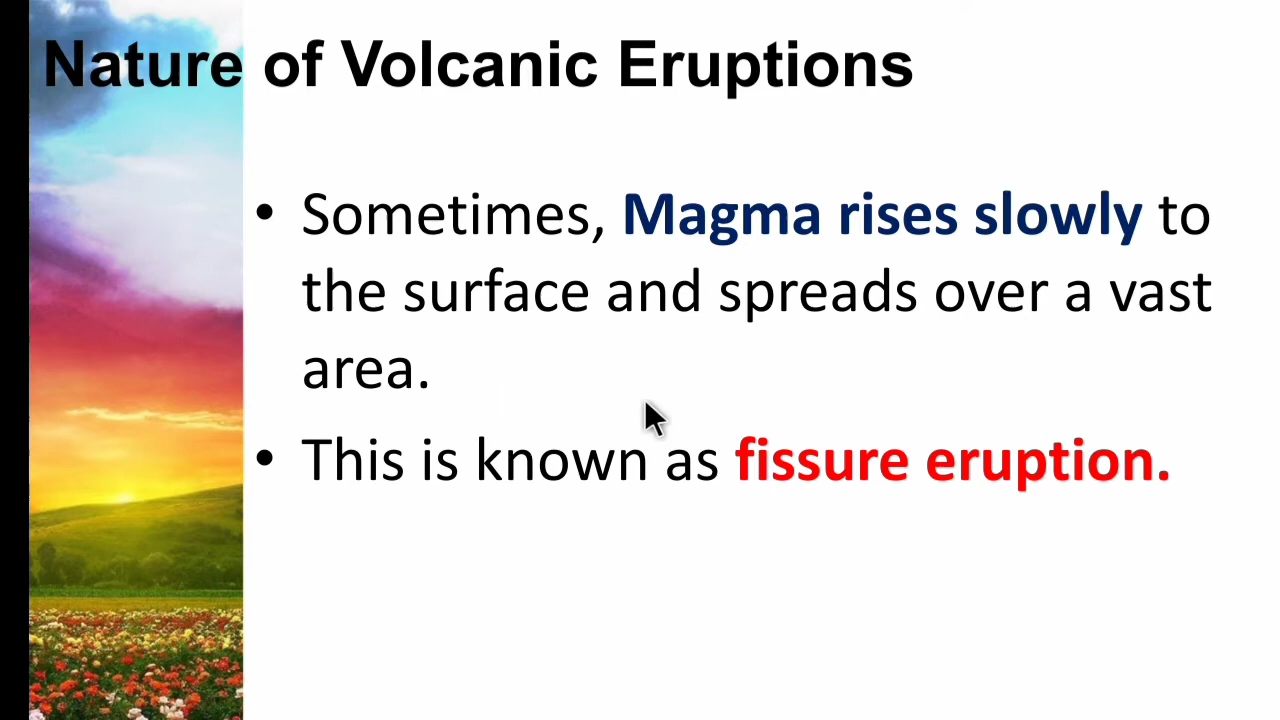 Nature of Volcanic Eruptions
• Sometimes, Magma rises slowly to
the surface and spreads over a vast
area.
• This is known as fissure eruption.